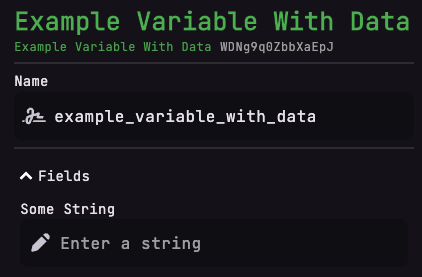 Example Variable With Data
Example Variable With Data WDNg9q0ZbbXaEpJ
Name
example_variable_with_data
Fields
Some String
Enter a string